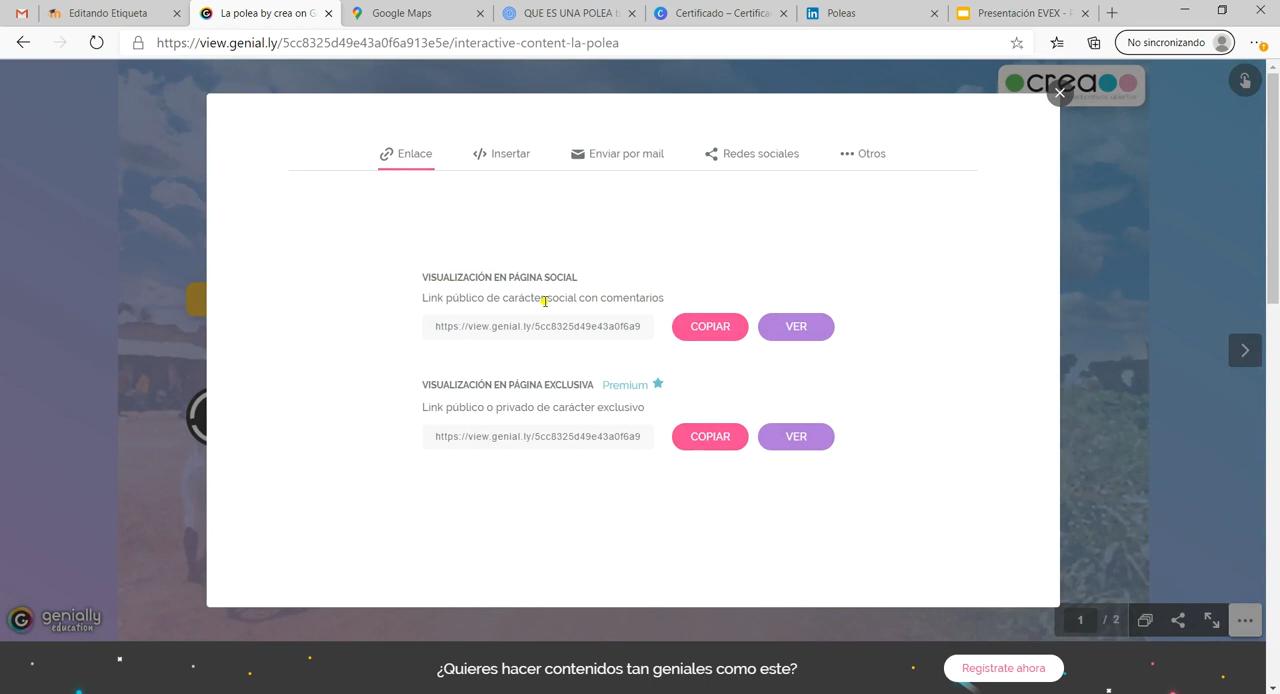 Editando Etiqueta
La polea by crea on G
Google Maps
QUE ES UNA POLEA
Certificado – Certifica
Poleas
Presentación EVEX -
https://view.genial.ly/5cc8325d49e43a0f6a913e5e/interactive-content-la-polea
No sincronizando
crea
Enlace
Insertar
Enviar por mail
Redes sociales
Otros
VISUALIZACIÓN EN PÁGINA SOCIAL
Link público de carácter social con comentarios
https://view.genial.ly/5cc8325d49e43a0f6a9
COPIAR
VER
VISUALIZACIÓN EN PÁGINA EXCLUSIVA Premium
Link público o privado de carácter exclusivo
https://view.genial.ly/5cc8325d49e43a0f6a9
COPIAR
VER
genially
education
1 / 2
¿Quieres hacer contenidos tan geniales como este?
Regístrate ahora